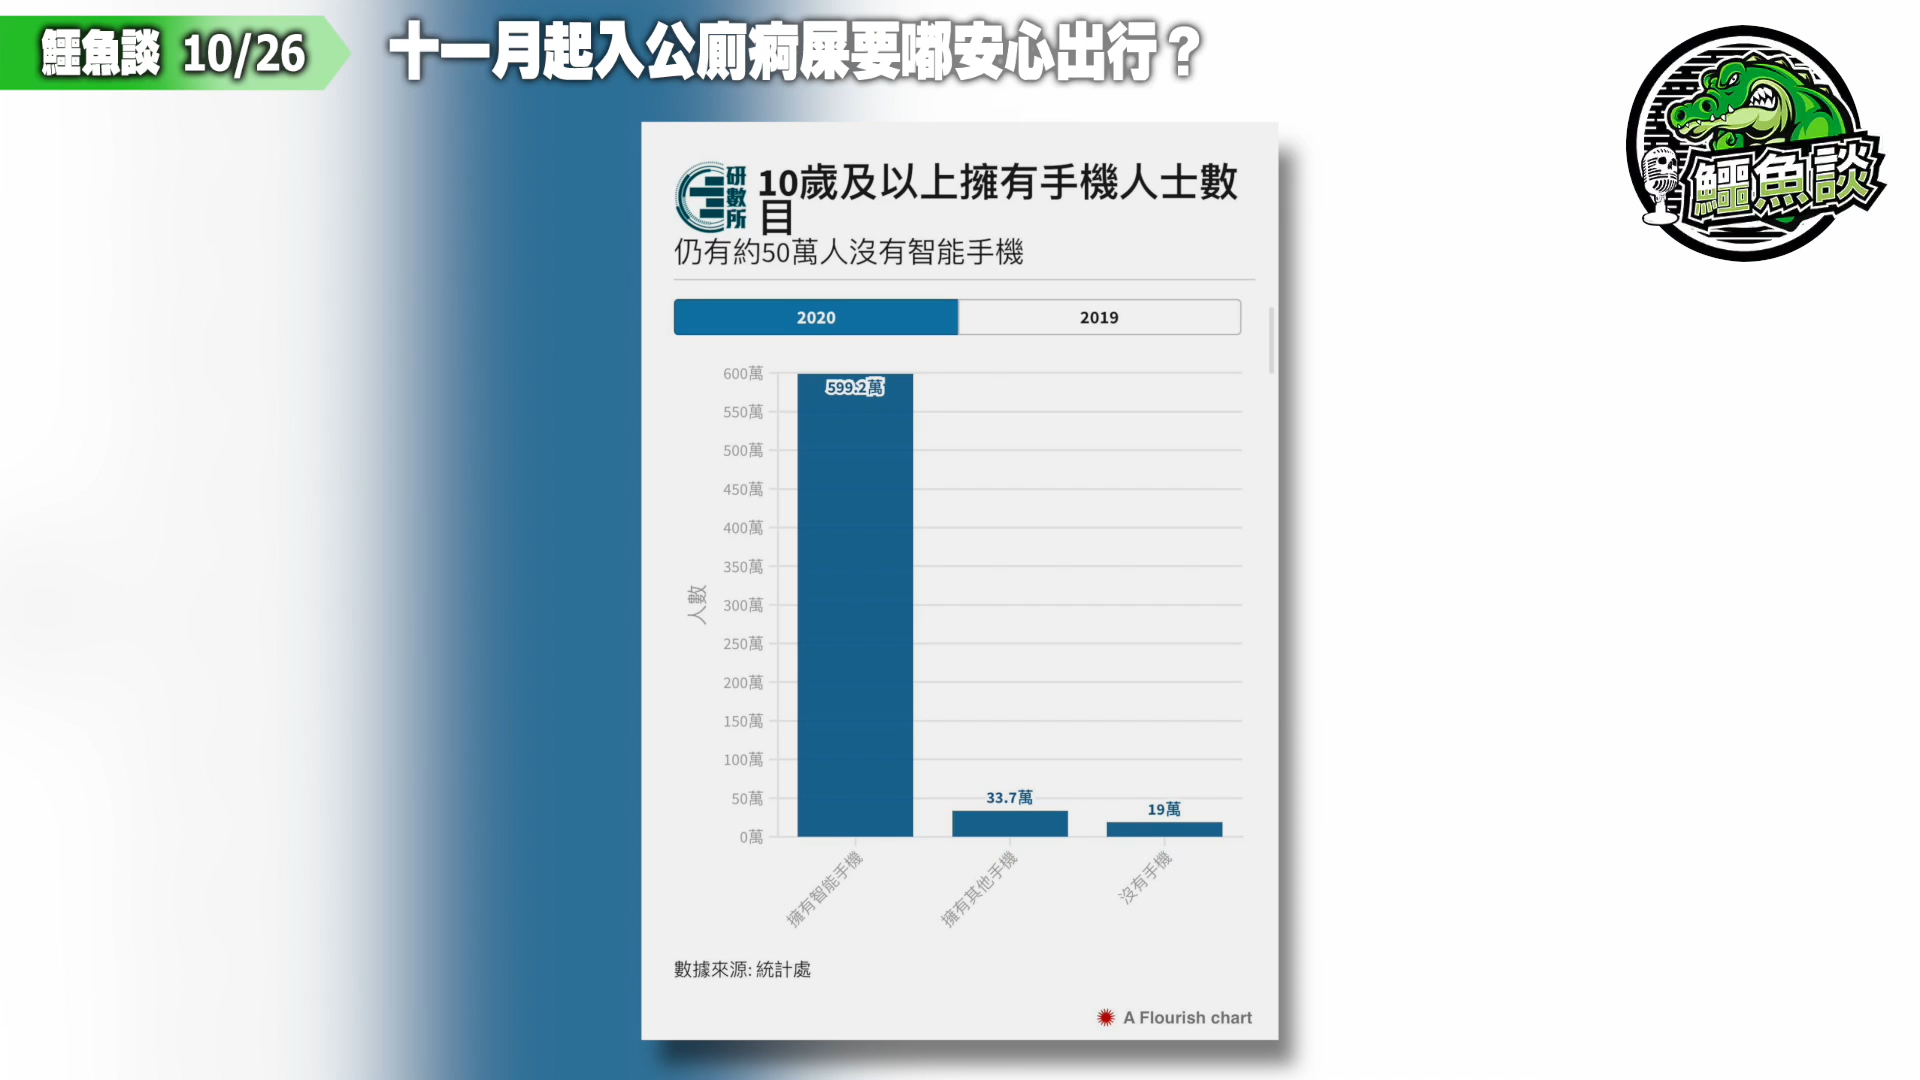 鱷魚談 10/26
十一月起入公廁痾屎要嘟安心出行？
鱷魚談
研數所
10歲及以上擁有手機人士數
目
仍有約50萬人沒有智能手機
2020
2019
600萬
550萬
500萬
450萬
400萬
350萬
300萬
250萬
200萬
150萬
100萬
50萬
0萬
人數
599.2萬
33.7萬
19萬
擁有智能手機
擁有其他手機
沒有手機
數據來源: 統計處
A Flourish chart